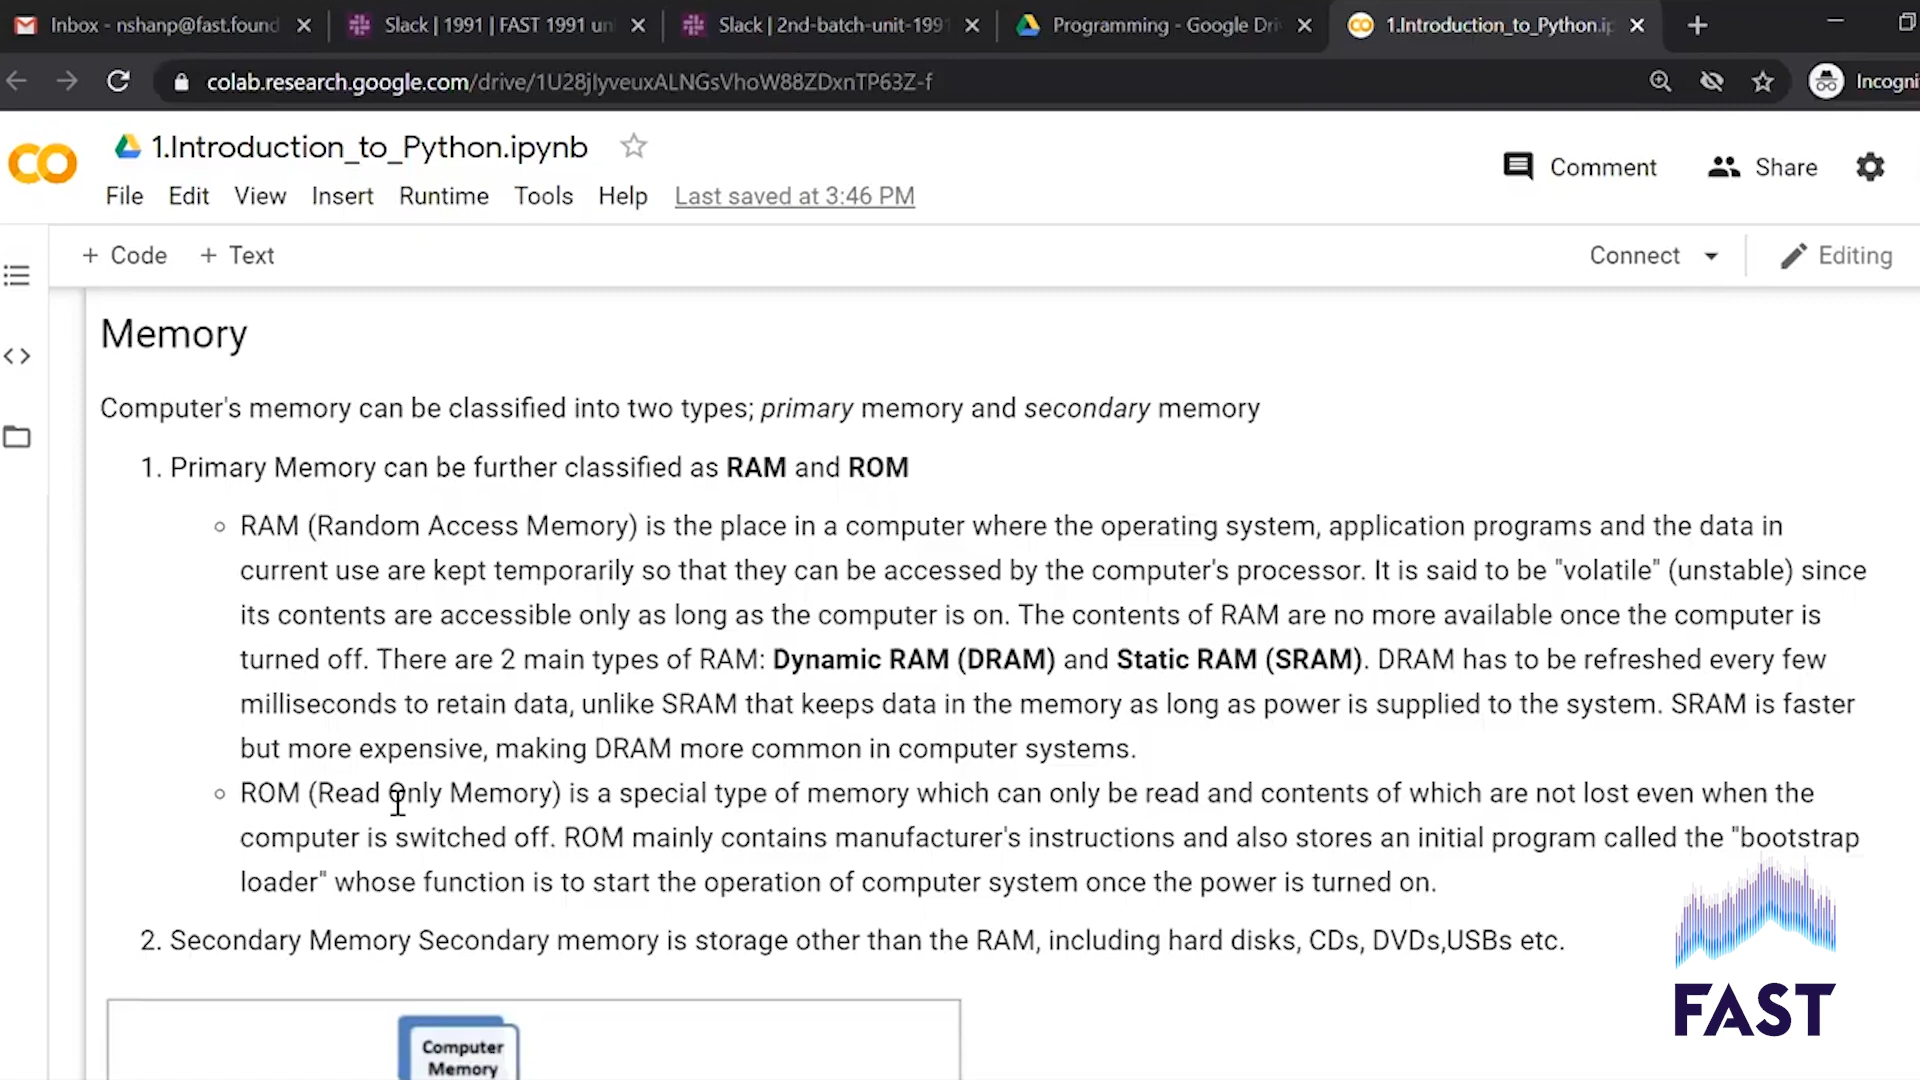 Inbox - nshanp@fast.found
Slack | 1991 | FAST 1991 un
Slack | 2nd-batch-unit-1991
Programming - Google Dri
1.Introduction_to_Python.ip
colab.research.google.com/drive/1U28jIyveuxALNGsVhoW88ZDxnTP63Z-f
Incogni
1.Introduction_to_Python.ipynb
Comment
Share
File Edit View Insert Runtime Tools Help Last saved at 3:46 PM
+ Code + Text
Connect
Editing
Memory
Computer's memory can be classified into two types; primary memory and secondary memory
1. Primary Memory can be further classified as RAM and ROM
RAM (Random Access Memory) is the place in a computer where the operating system, application programs and the data in
current use are kept temporarily so that they can be accessed by the computer's processor. It is said to be "volatile" (unstable) since
its contents are accessible only as long as the computer is on. The contents of RAM are no more available once the computer is
turned off. There are 2 main types of RAM: Dynamic RAM (DRAM) and Static RAM (SRAM). DRAM has to be refreshed every few
milliseconds to retain data, unlike SRAM that keeps data in the memory as long as power is supplied to the system. SRAM is faster
but more expensive, making DRAM more common in computer systems.
ROM (Read Only Memory) is a special type of memory which can only be read and contents of which are not lost even when the
computer is switched off. ROM mainly contains manufacturer's instructions and also stores an initial program called the "bootstrap
loader" whose function is to start the operation of computer system once the power is turned on.
2. Secondary Memory Secondary memory is storage other than the RAM, including hard disks, CDs, DVDs,USBs etc.
Computer
Memory
FAST